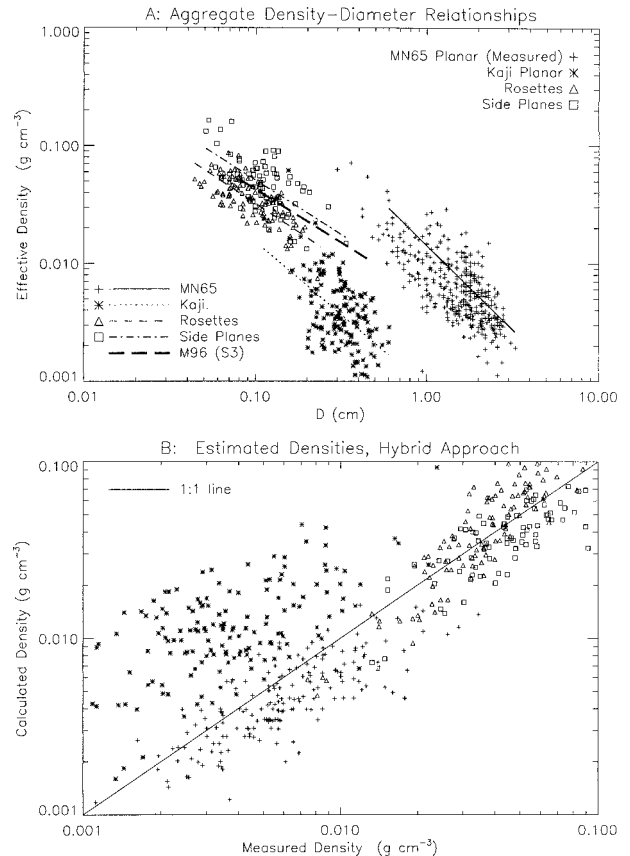 A: Aggregate Density-Diameter Relationships
1.000
0.100
0.010
0.001
Effective Density (g cm⁻³)
MN65 Planar (Measured) +
Kaji Planar ✱
Rosettes △
Side Planes □
+ MN65
✱ Kaji.
△ Rosettes
□ Side Planes
M96 (S3)
0.01 0.10 1.00 10.00
D (cm)
B: Estimated Densities, Hybrid Approach
0.100
0.010
0.001
Calculated Density (g cm⁻³)
1:1 line
0.001 0.010 0.100
Measured Density (g cm⁻³)